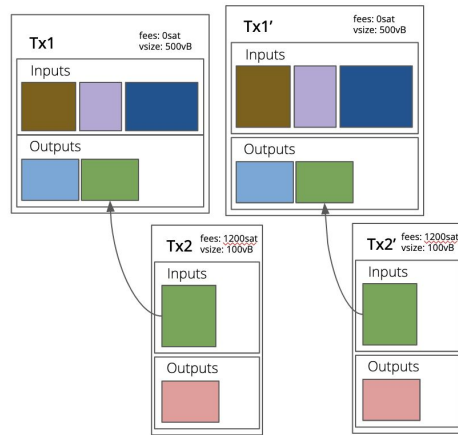 Tx1
fees: 0sat
vsize: 500vB
Inputs
Outputs
Tx1’
fees: 0sat
vsize: 500vB
Inputs
Outputs
Tx2
fees: 1200sat
vsize: 100vB
Inputs
Outputs
Tx2’
fees: 1200sat
vsize: 100vB
Inputs
Outputs